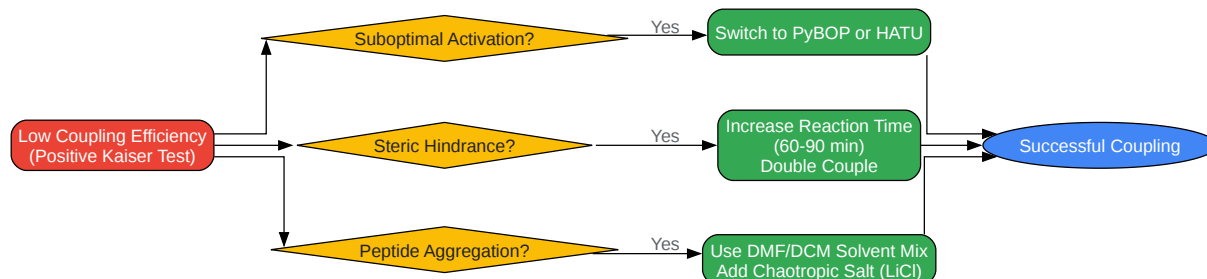 Suboptimal Activation?
Yes
Switch to PyBOP or HATU
Low Coupling Efficiency
(Positive Kaiser Test)
Steric Hindrance?
Yes
Increase Reaction Time
(60-90 min)
Double Couple
Successful Coupling
Peptide Aggregation?
Yes
Use DMF/DCM Solvent Mix
Add Chaotropic Salt (LiCl)